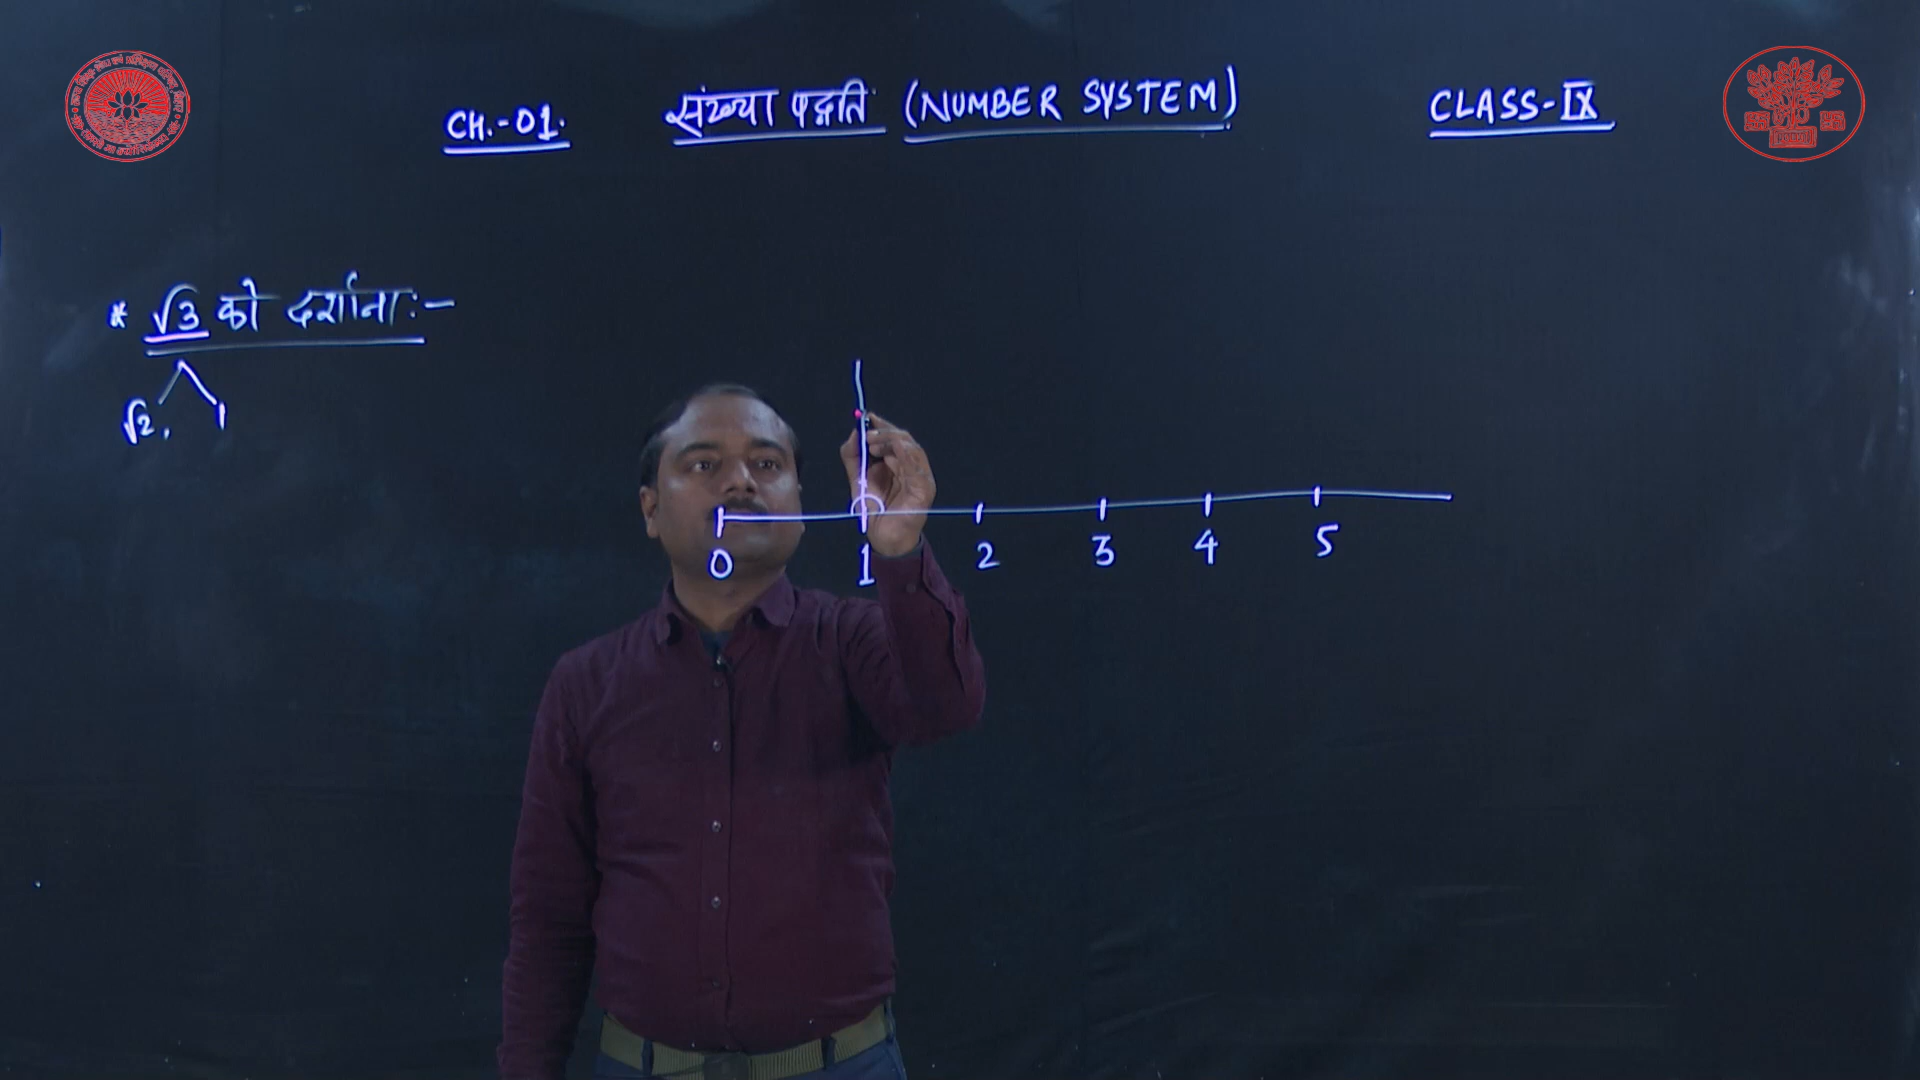 CH.-01. संख्या पद्धति (NUMBER SYSTEM) CLASS-IX
* √3 को दर्शाना:-
√2, 1
0 1 2 3 4 5